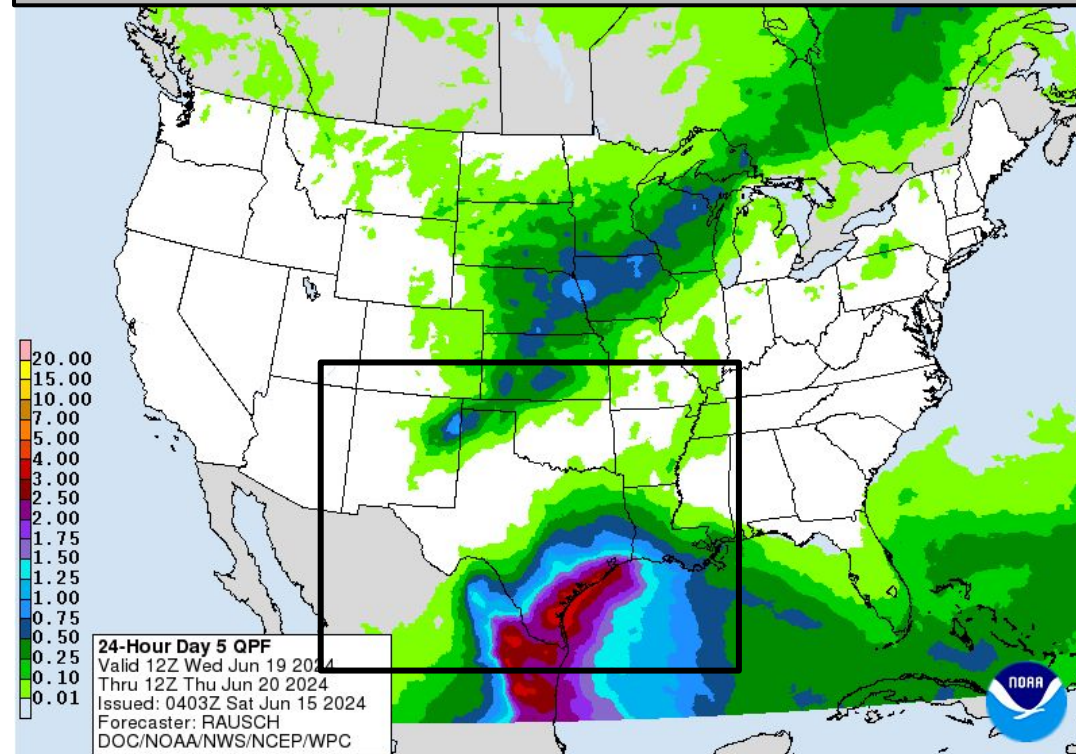 20.00
15.00
10.00
7.00
5.00
4.00
3.00
2.50
2.00
1.75
1.50
1.25
1.00
0.75
0.50
0.25
0.10
0.01
24-Hour Day 5 QPF
Valid 12Z Wed Jun 19 2024
Thru 12Z Thu Jun 20 2024
Issued: 0403Z Sat Jun 15 2024
Forecaster: RAUSCH
DOC/NOAA/NWS/NCEP/WPC
NOAA